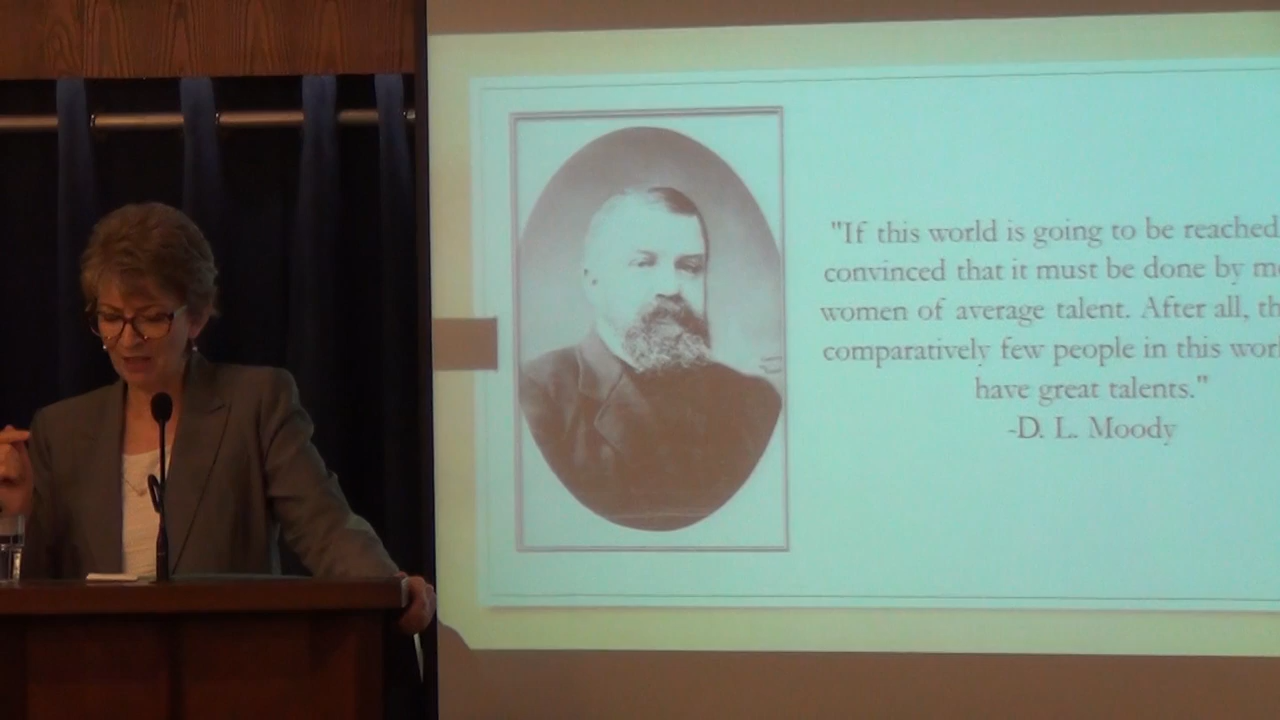 "If this world is going to be reached
convinced that it must be done by
women of average talent. After all,
comparatively few people in this
have great talents."
-D. L. Moody